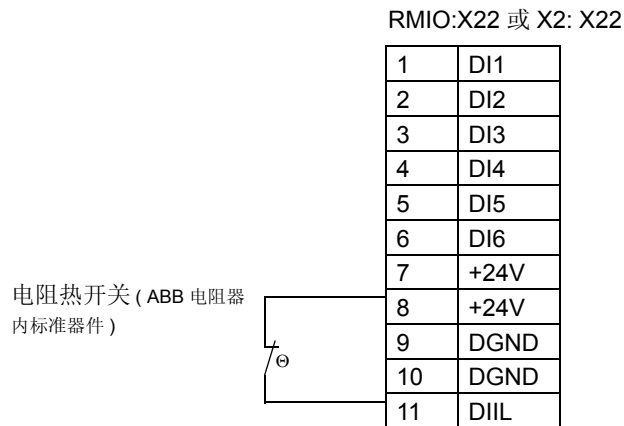 RMIO:X22 或 X2: X22
1 DI1
2 DI2
3 DI3
4 DI4
5 DI5
6 DI6
7 +24V
8 +24V
9 DGND
10 DGND
11 DIIL
电阻热开关 ( ABB 电阻器
内标准器件 )
Θ